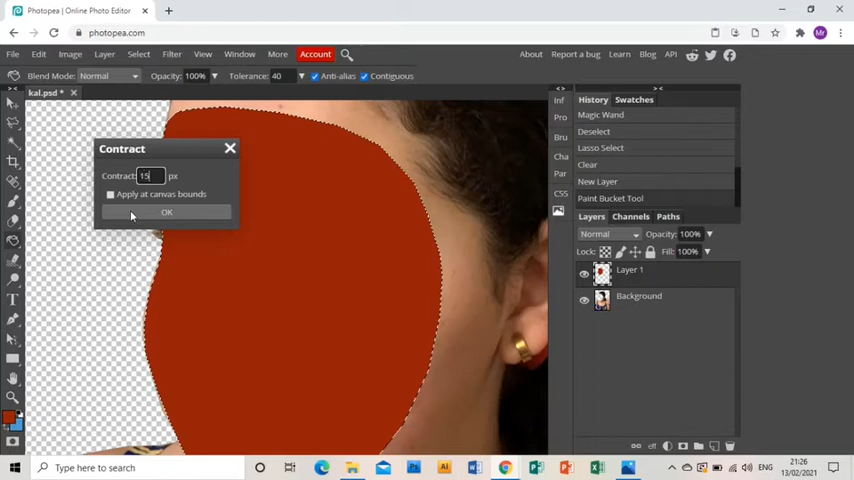 Photopea | Online Photo Editor
photopea.com
Mr
File Edit Image Layer Select Filter View Window More Account
About Report a bug Learn Blog API
Blend Mode: Normal Opacity: 100% Tolerance: 40 Anti-alias Contiguous
kal.psd *
Contract
Contract: 15 px
Apply at canvas bounds
OK
Inf
Pro
Bru
Cha
Par
CSS
History Swatches
Magic Wand
Deselect
Lasso Select
Clear
New Layer
Paint Bucket Tool
Layers Channels Paths
Normal Opacity: 100%
Lock: Fill: 100%
Layer 1
Background
eff
Type here to search
ENG
21:26
13/02/2021